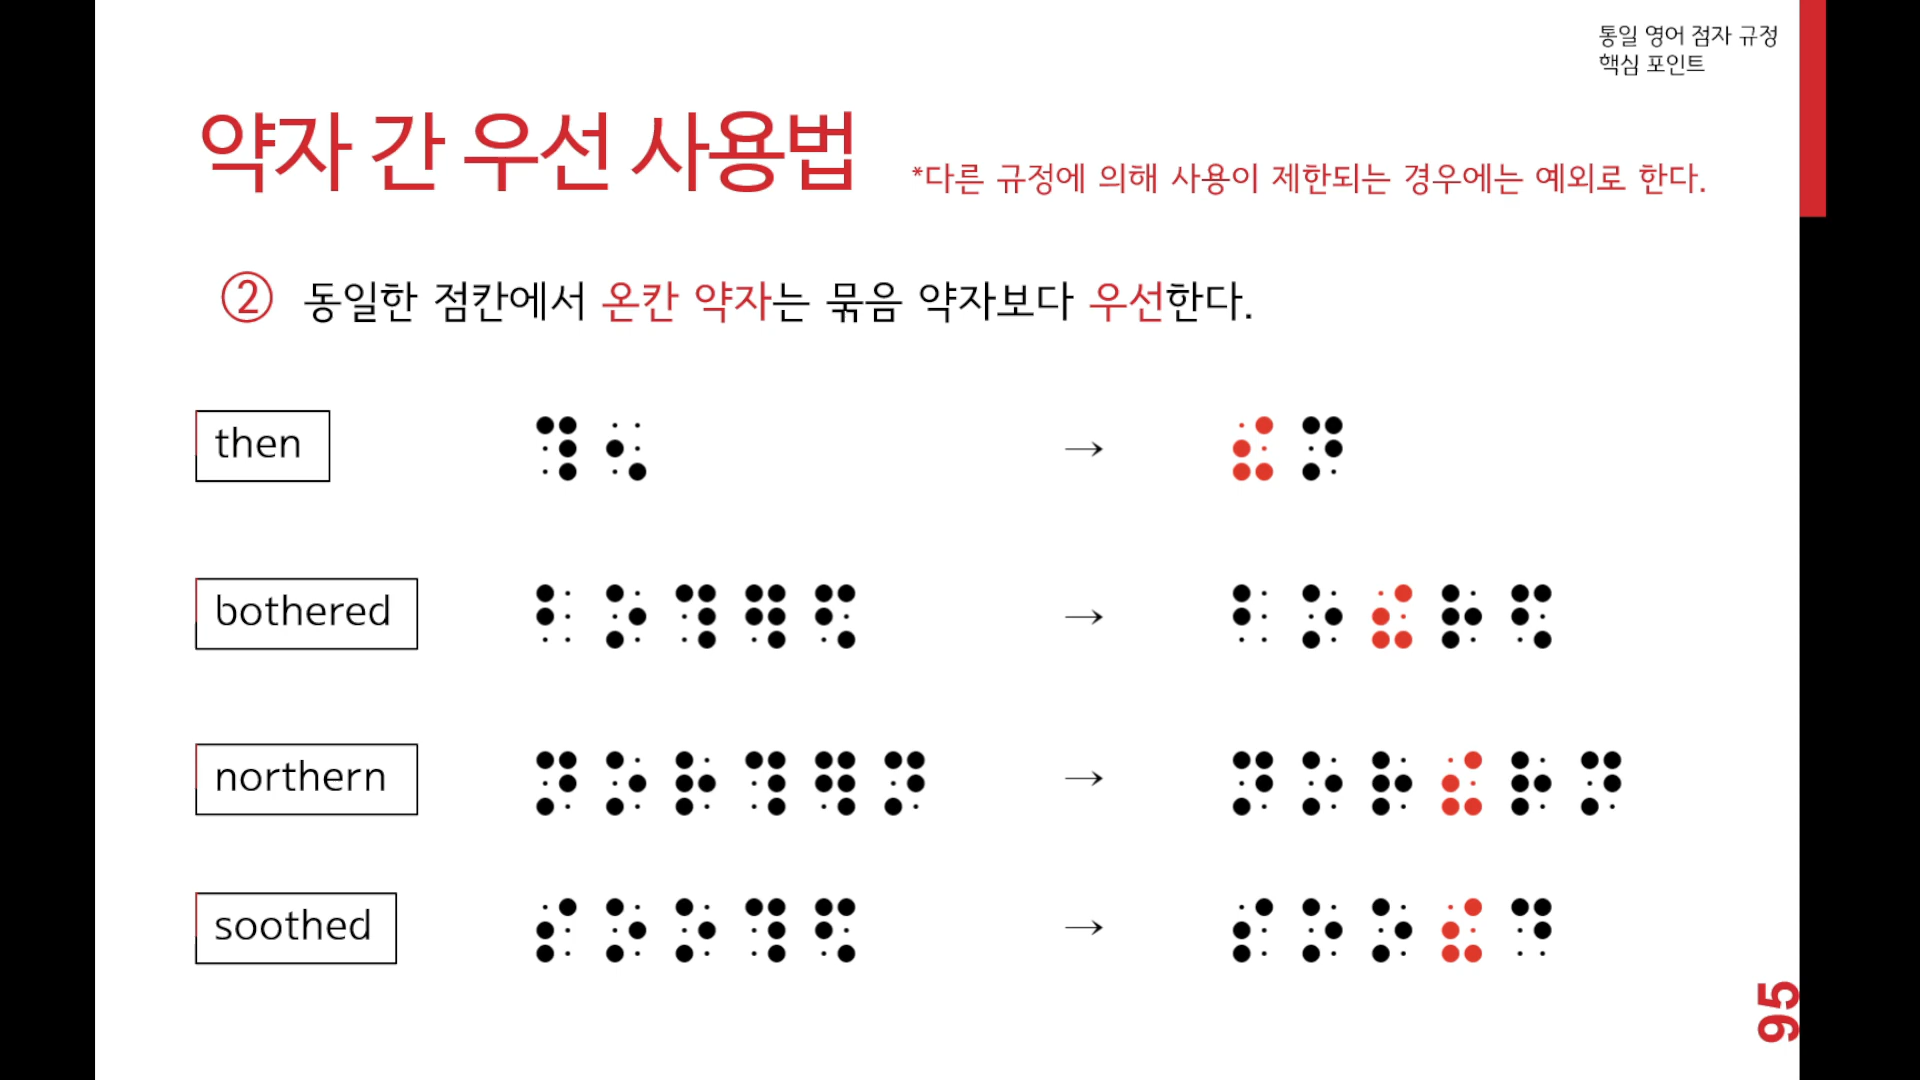 통일 영어 점자 규정
핵심 포인트
약자 간 우선 사용법
*다른 규정에 의해 사용이 제한되는 경우에는 예외로 한다.
② 동일한 점칸에서 온칸 약자는 묶음 약자보다 우선한다.
then ⠹⠢ → ⠮⠝
bothered ⠃⠕⠹⠻⠫ → ⠃⠕⠮⠗⠫
northern ⠝⠕⠗⠹⠻⠝ → ⠝⠕⠗⠮⠗⠝
soothed ⠎⠕⠕⠹⠫ → ⠎⠕⠕⠮⠙
95